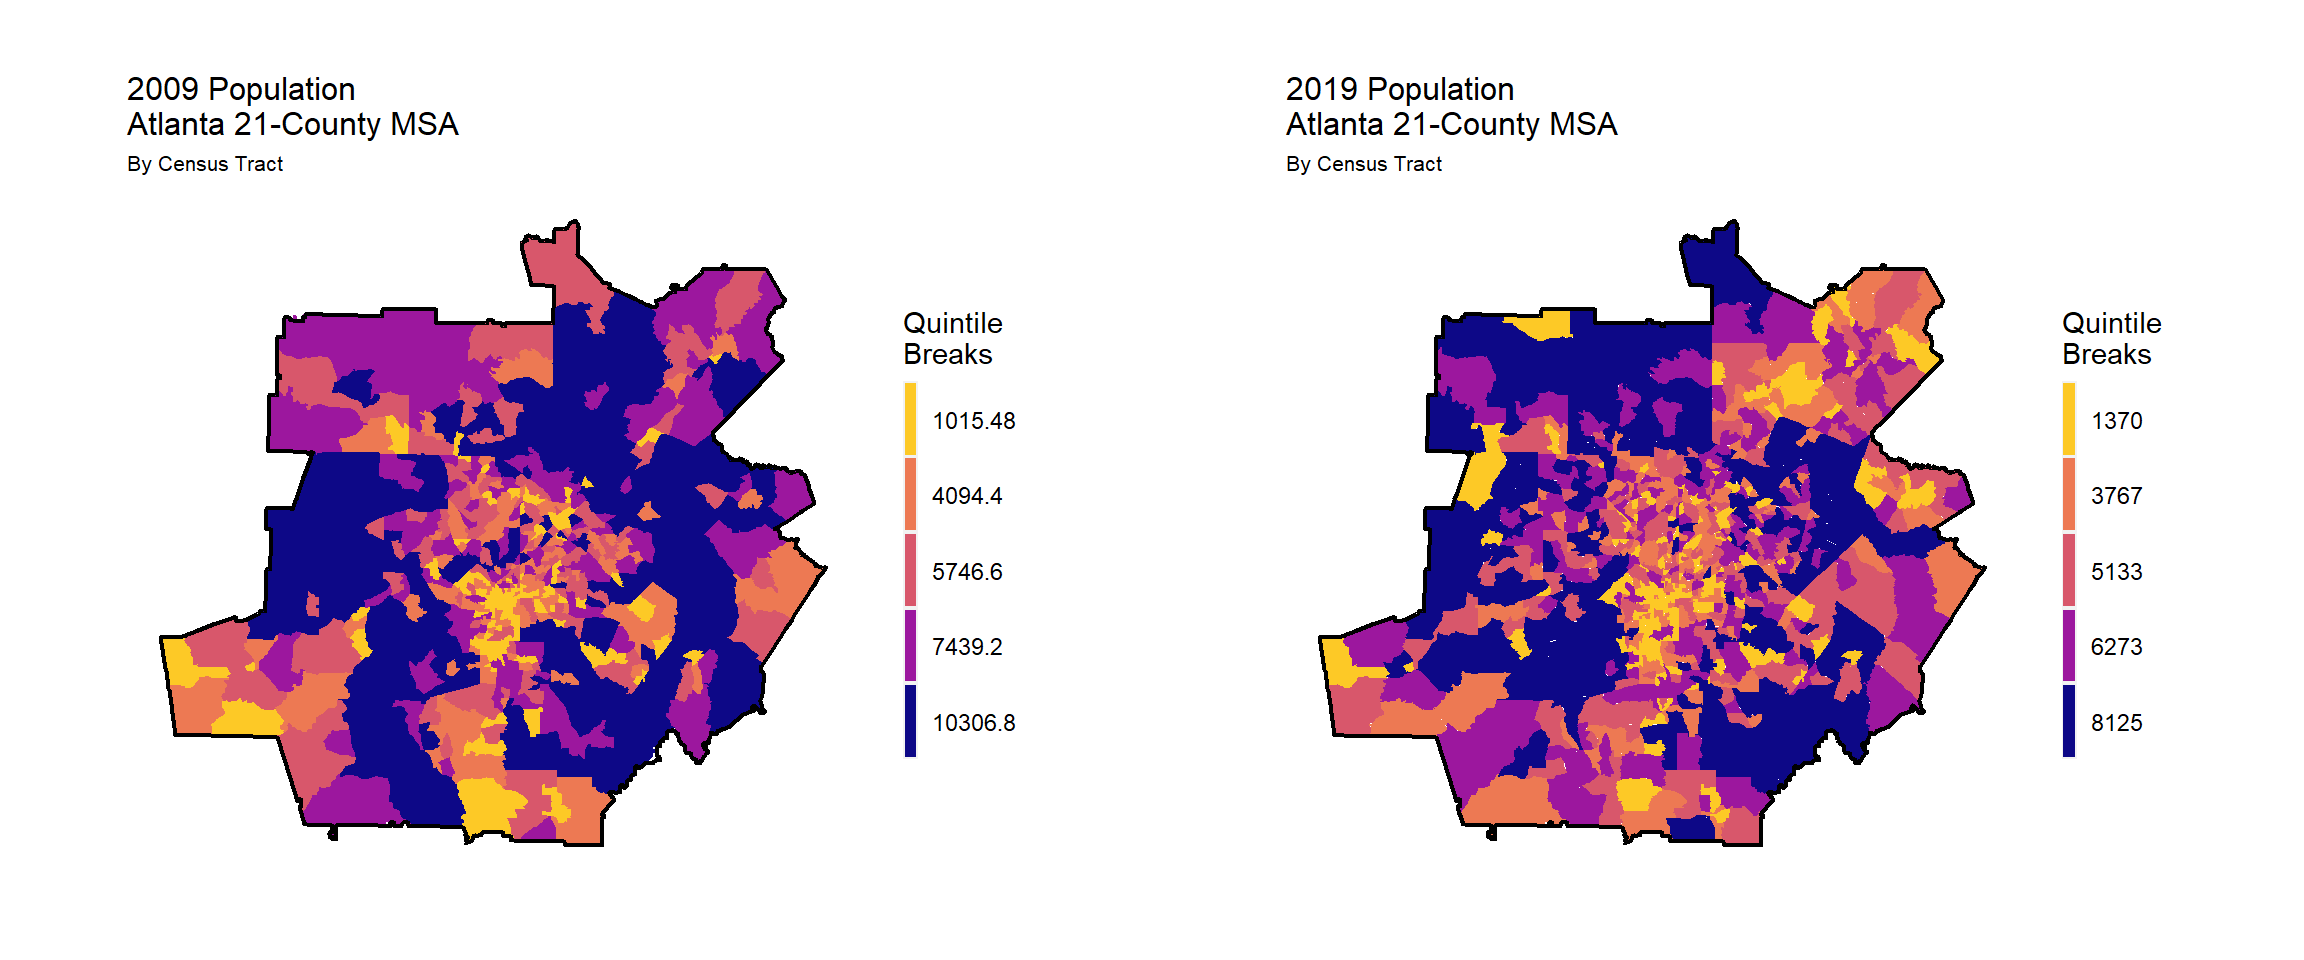 2009 Population
Atlanta 21-County MSA
By Census Tract
Quintile
Breaks
1015.48
4094.4
5746.6
7439.2
10306.8
2019 Population
Atlanta 21-County MSA
By Census Tract
Quintile
Breaks
1370
3767
5133
6273
8125